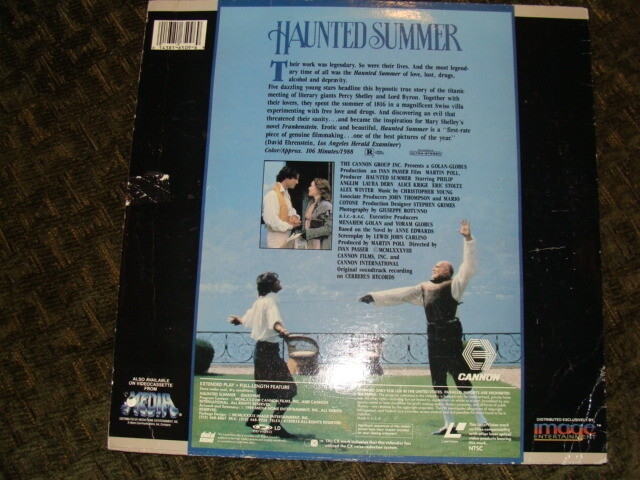 HAUNTED SUMMER
Their work was legendary. So were their lives. And the most legend-
ary time of all was the Haunted Summer of love, lust, drugs,
alcohol and depravity.
Five dazzling young stars headline this hypnotic true story of the titanic
meeting of literary giants Percy Shelley and Lord Byron. Together with
their lovers, they spent the summer of 1816 in a magnificent Swiss villa
experimenting with free love and drugs. And discovering an evil that
threatened their sanity...and became the inspiration for Mary Shelley's
novel Frankenstein. Erotic and beautiful, Haunted Summer is a "first-rate
piece of genuine filmmaking...one of the best pictures of the year."
(David Ehrenstein, Los Angeles Herald Examiner)
Color/Approx. 106 Minutes/1988
R
ULTRA-STEREO
THE CANNON GROUP INC. Presents a GOLAN-GLOBUS
Production an IVAN PASSER Film MARTIN POLL,
Producer HAUNTED SUMMER Starring PHILIP
ANGLIM LAURA DERN ALICE KRIGE ERIC STOLTZ
ALEX WINTER Music by CHRISTOPHER YOUNG
Associate Producers JOHN THOMPSON and MARIO
COTONE Production Designer STEPHEN GRIMES
Photography by GIUSEPPE ROTUNNO
a.i.c.-a.s.c. Executive Producers
MENAHEM GOLAN and YORAM GLOBUS
Based on the Novel by ANNE EDWARDS
Screenplay by LEWIS JOHN CARLINO
Produced by MARTIN POLL Directed by
IVAN PASSER ©MCMLXXXVIII
CANNON FILMS, INC. and
CANNON INTERNATIONAL
Original soundtrack recording
on CERBERUS RECORDS
CANNON
ALSO AVAILABLE
ON VIDEOCASSETTE
FROM
MEDIA
EXTENDED PLAY • FULL-LENGTH FEATURE
HAUNTED SUMMER
LD
NTSC
DISTRIBUTED EXCLUSIVELY BY
image
ENTERTAINMENT